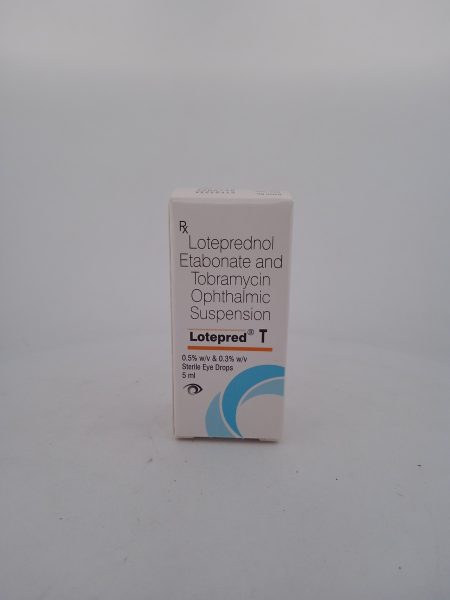 Rx
Loteprednol
Etabonate and
Tobramycin
Ophthalmic
Suspension
Lotepred® T
0.5% w/v & 0.3% w/v
Sterile Eye Drops
5 ml